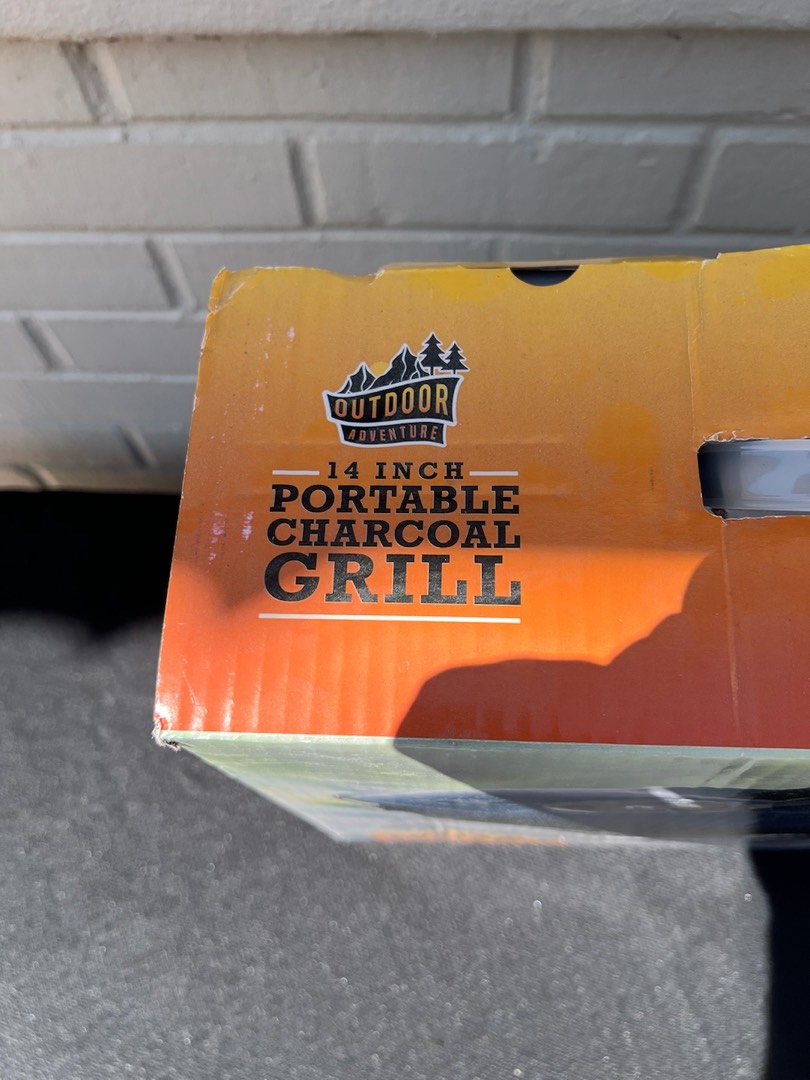 OUTDOOR
ADVENTURE
14 INCH
PORTABLE
CHARCOAL
GRILL